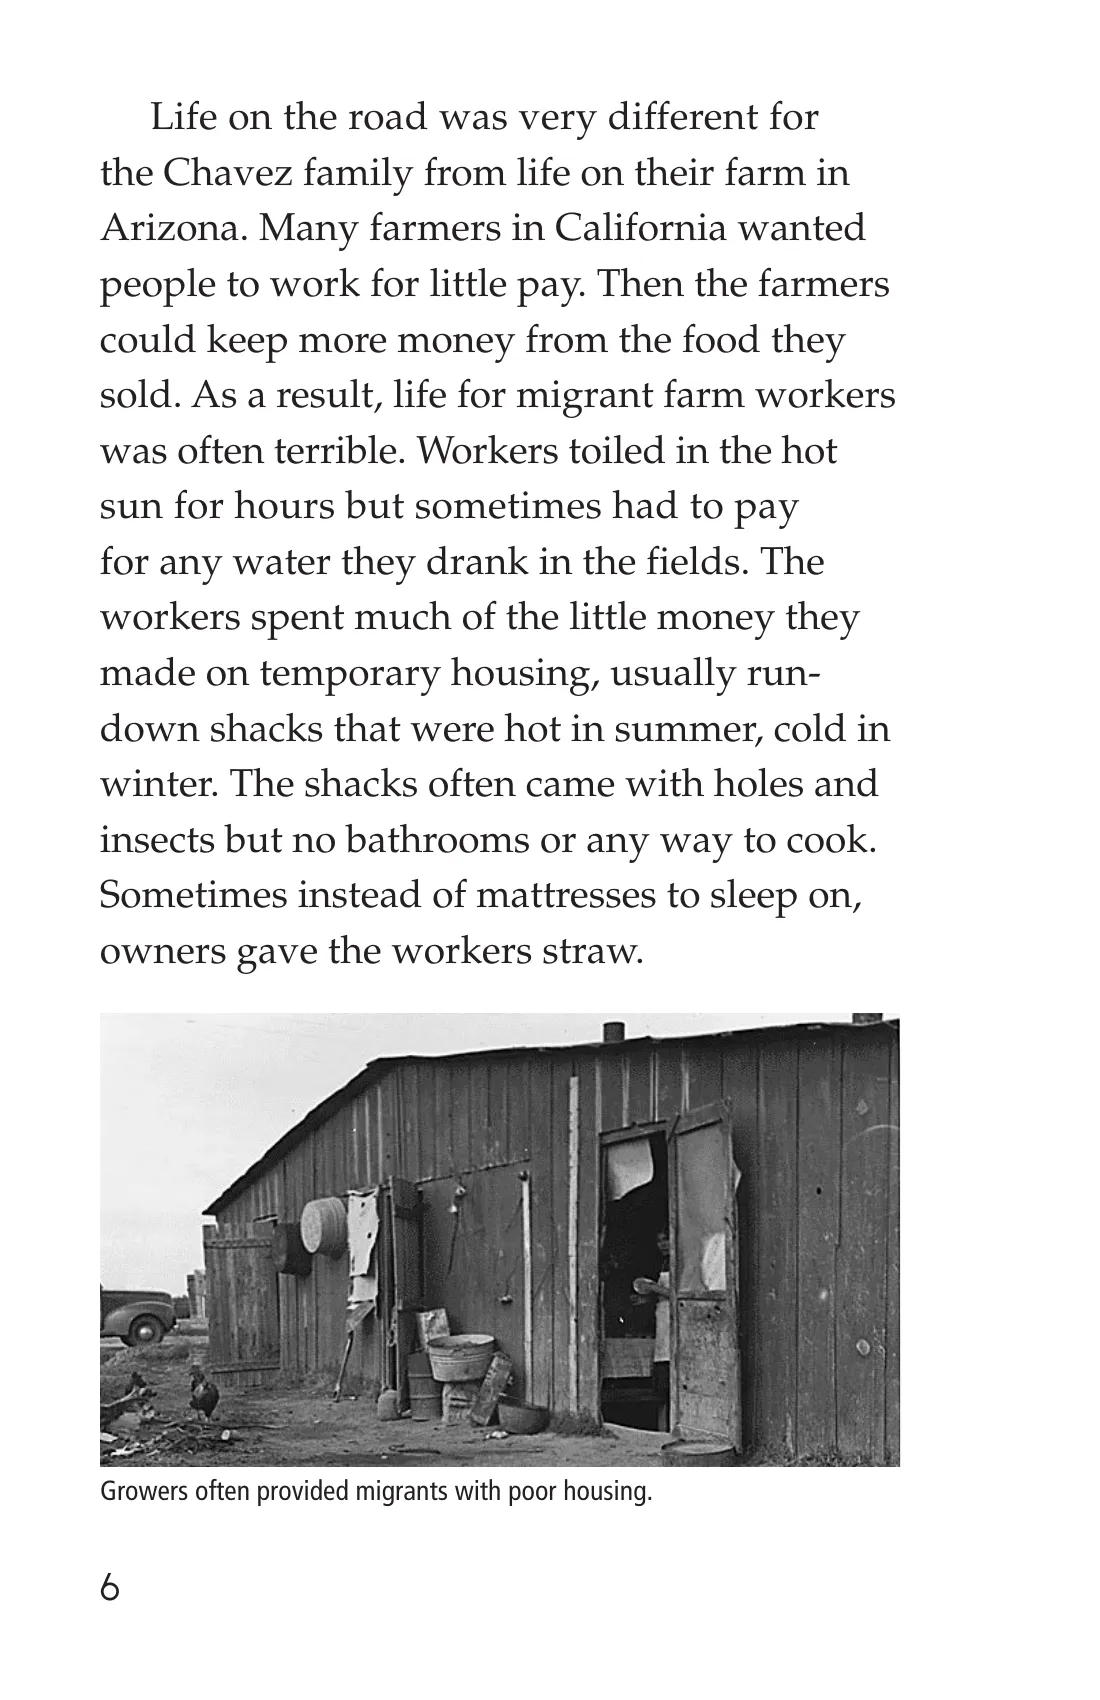 Life on the road was very different for
the Chavez family from life on their farm in
Arizona. Many farmers in California wanted
people to work for little pay. Then the farmers
could keep more money from the food they
sold. As a result, life for migrant farm workers
was often terrible. Workers toiled in the hot
sun for hours but sometimes had to pay
for any water they drank in the fields. The
workers spent much of the little money they
made on temporary housing, usually run-
down shacks that were hot in summer, cold in
winter. The shacks often came with holes and
insects but no bathrooms or any way to cook.
Sometimes instead of mattresses to sleep on,
owners gave the workers straw.
Growers often provided migrants with poor housing.
6